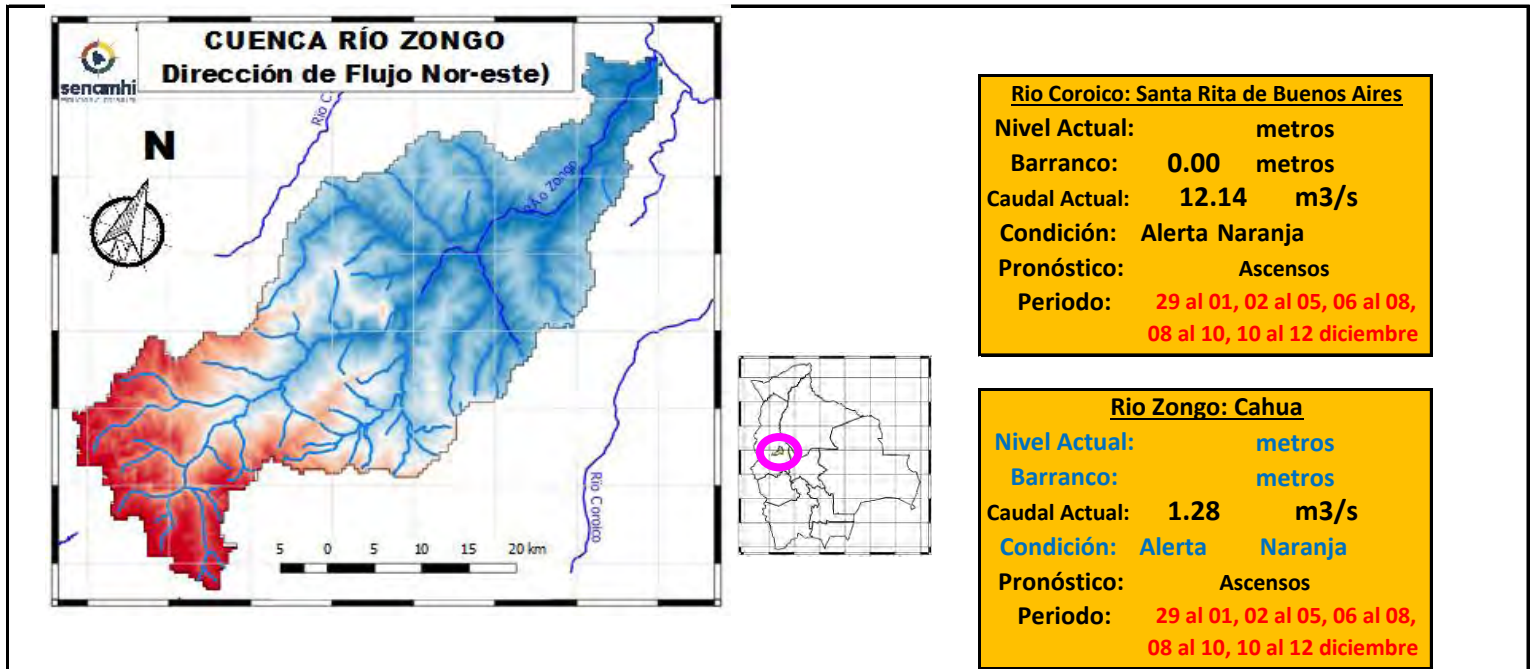 CUENCA RÍO ZONGO
Dirección de Flujo Nor-este)
senamhi
N
Río C
RÃ­o Zongo
Río Coroico
5 0 5 10 15 20 km
Rio Coroico: Santa Rita de Buenos Aires
Nivel Actual: metros
Barranco: 0.00 metros
Caudal Actual: 12.14 m3/s
Condición: Alerta Naranja
Pronóstico: Ascensos
Periodo: 29 al 01, 02 al 05, 06 al 08,
08 al 10, 10 al 12 diciembre
Rio Zongo: Cahua
Nivel Actual: metros
Barranco: metros
Caudal Actual: 1.28 m3/s
Condición: Alerta Naranja
Pronóstico: Ascensos
Periodo: 29 al 01, 02 al 05, 06 al 08,
08 al 10, 10 al 12 diciembre